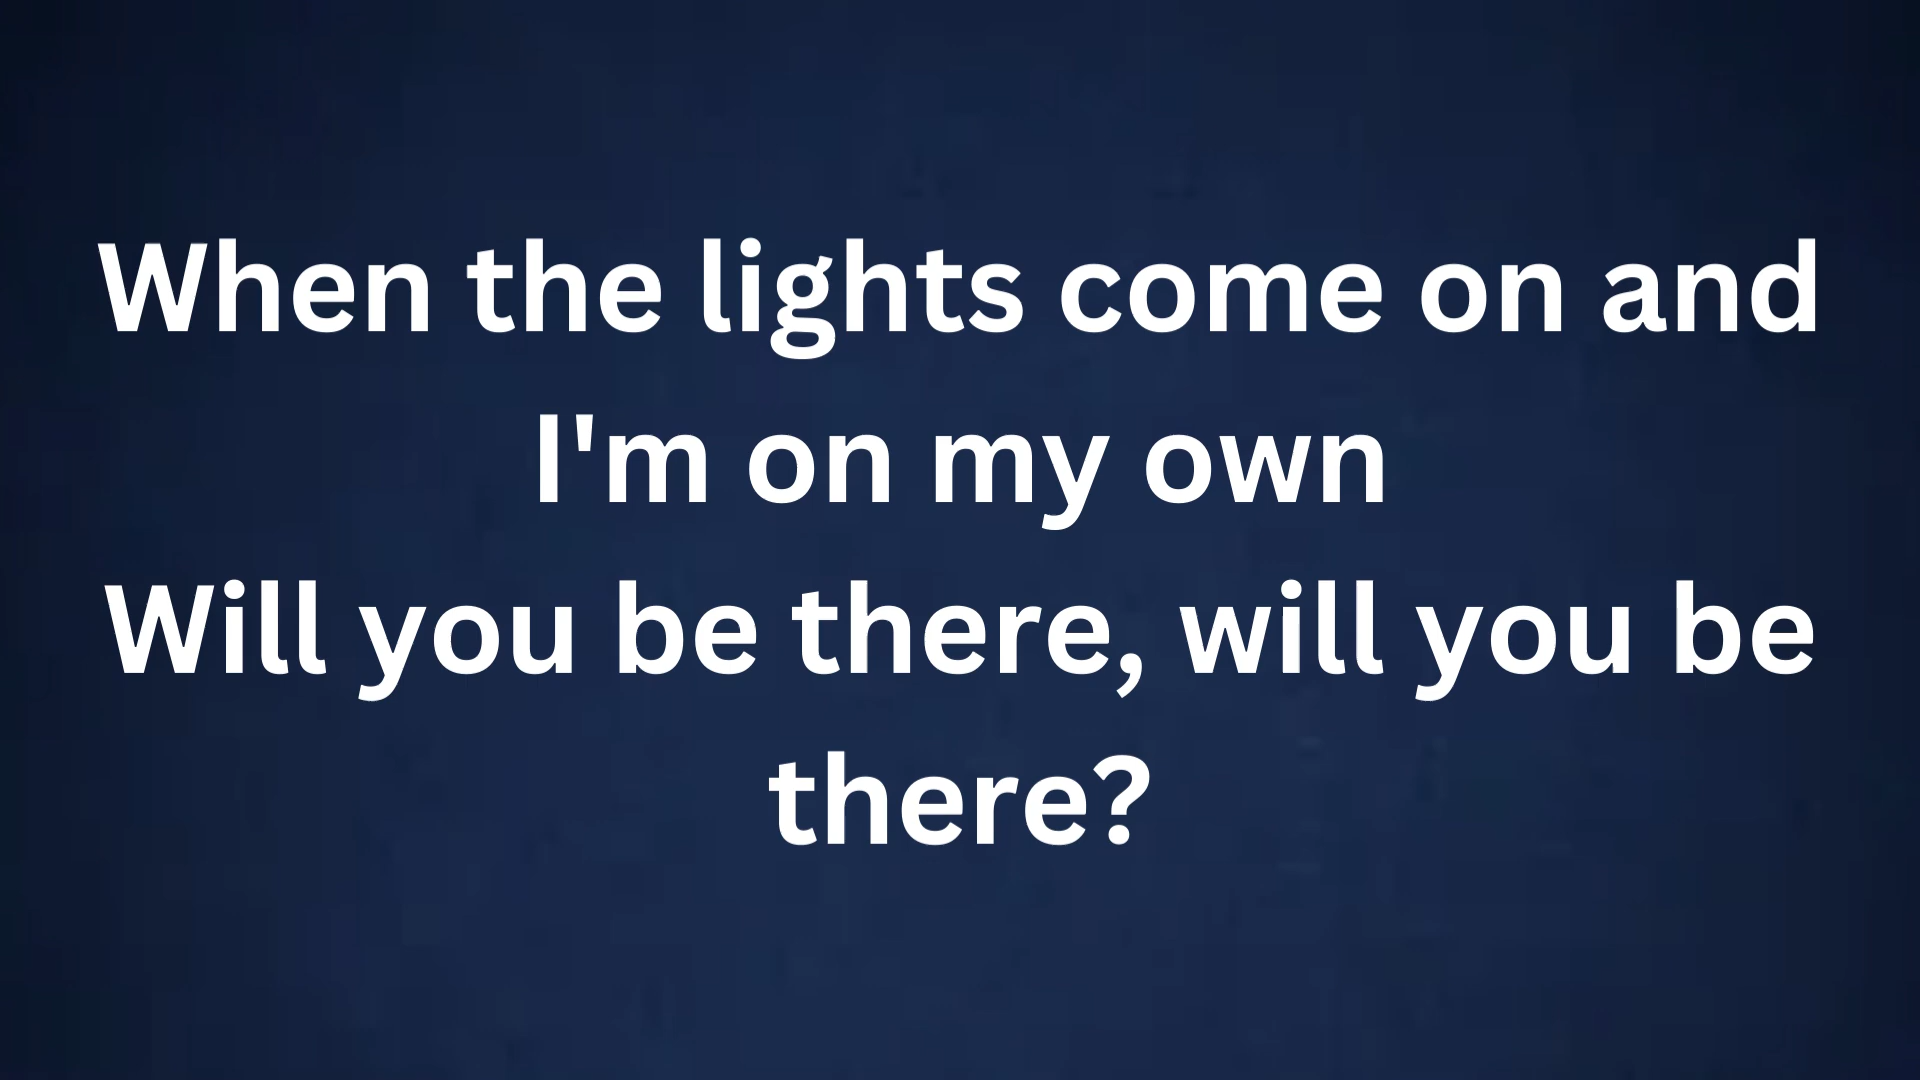 When the lights come on and
I'm on my own
Will you be there, will you be
there?